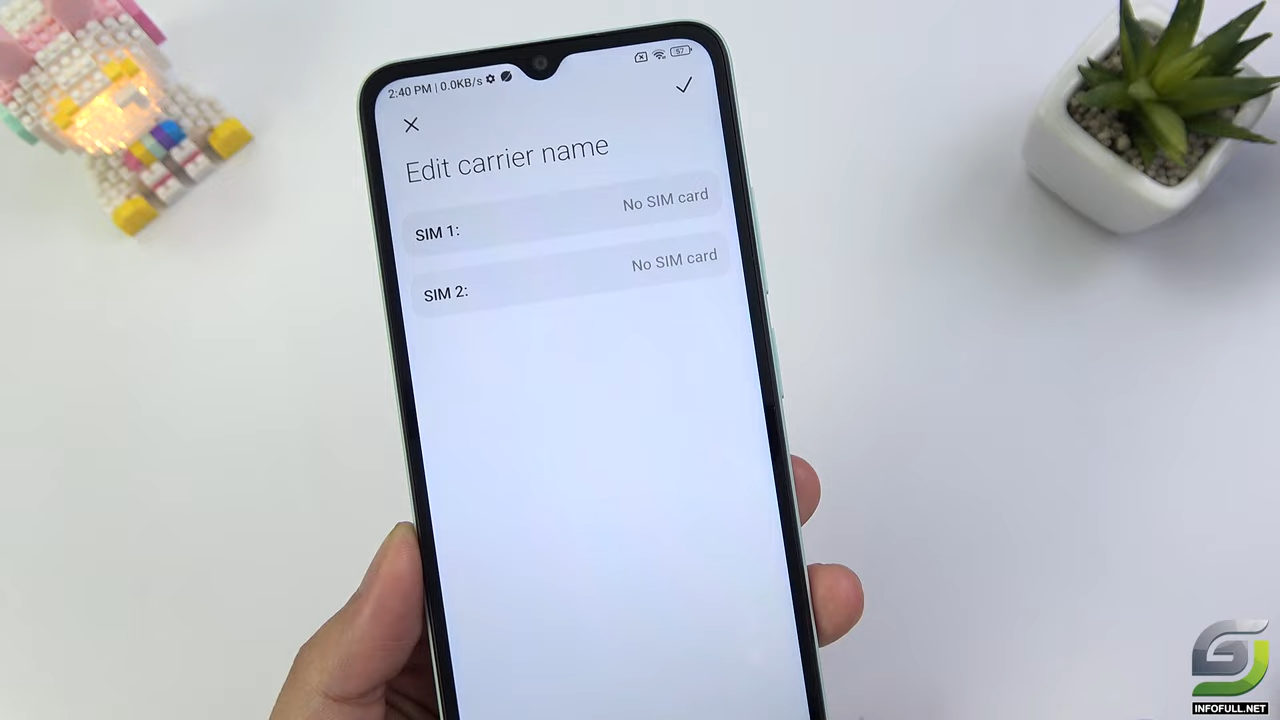 2:40 PM | 0.0KB/s 57
Edit carrier name
SIM 1: No SIM card
SIM 2: No SIM card
INFOFULL.NET